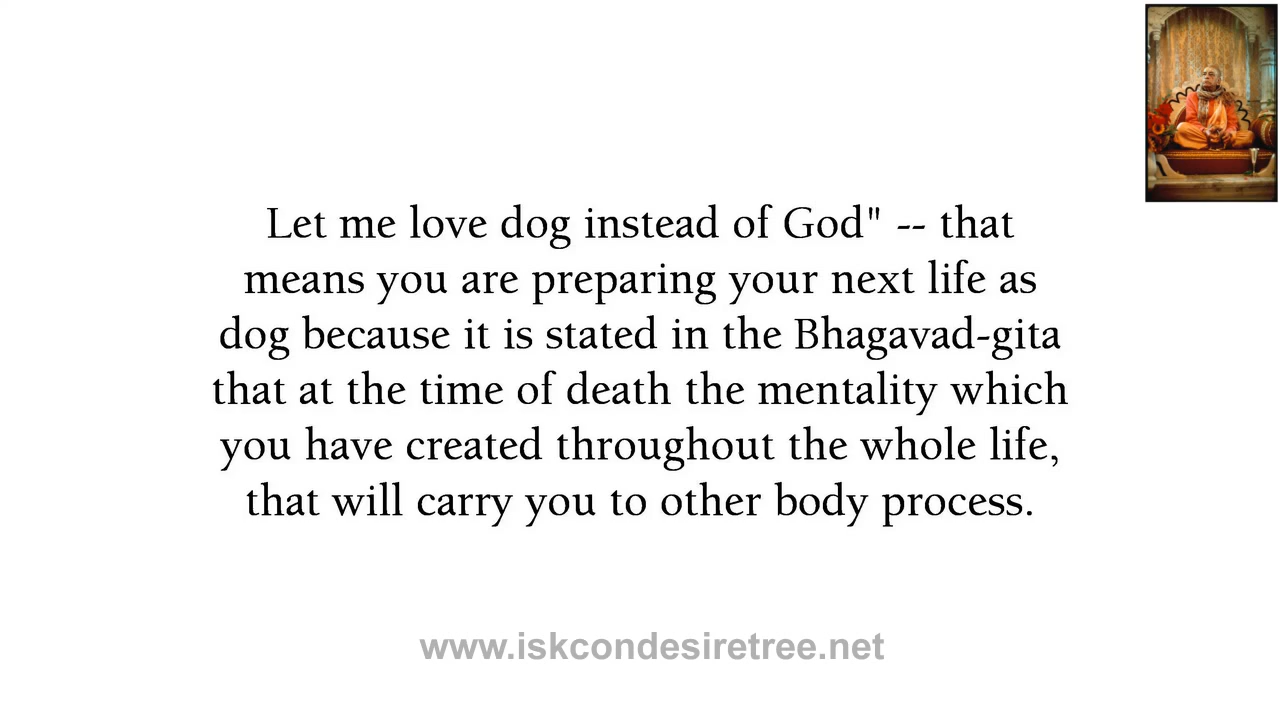 Let me love dog instead of God" -- that
means you are preparing your next life as
dog because it is stated in the Bhagavad-gita
that at the time of death the mentality which
you have created throughout the whole life,
that will carry you to other body process.
www.iskcondesiretree.net